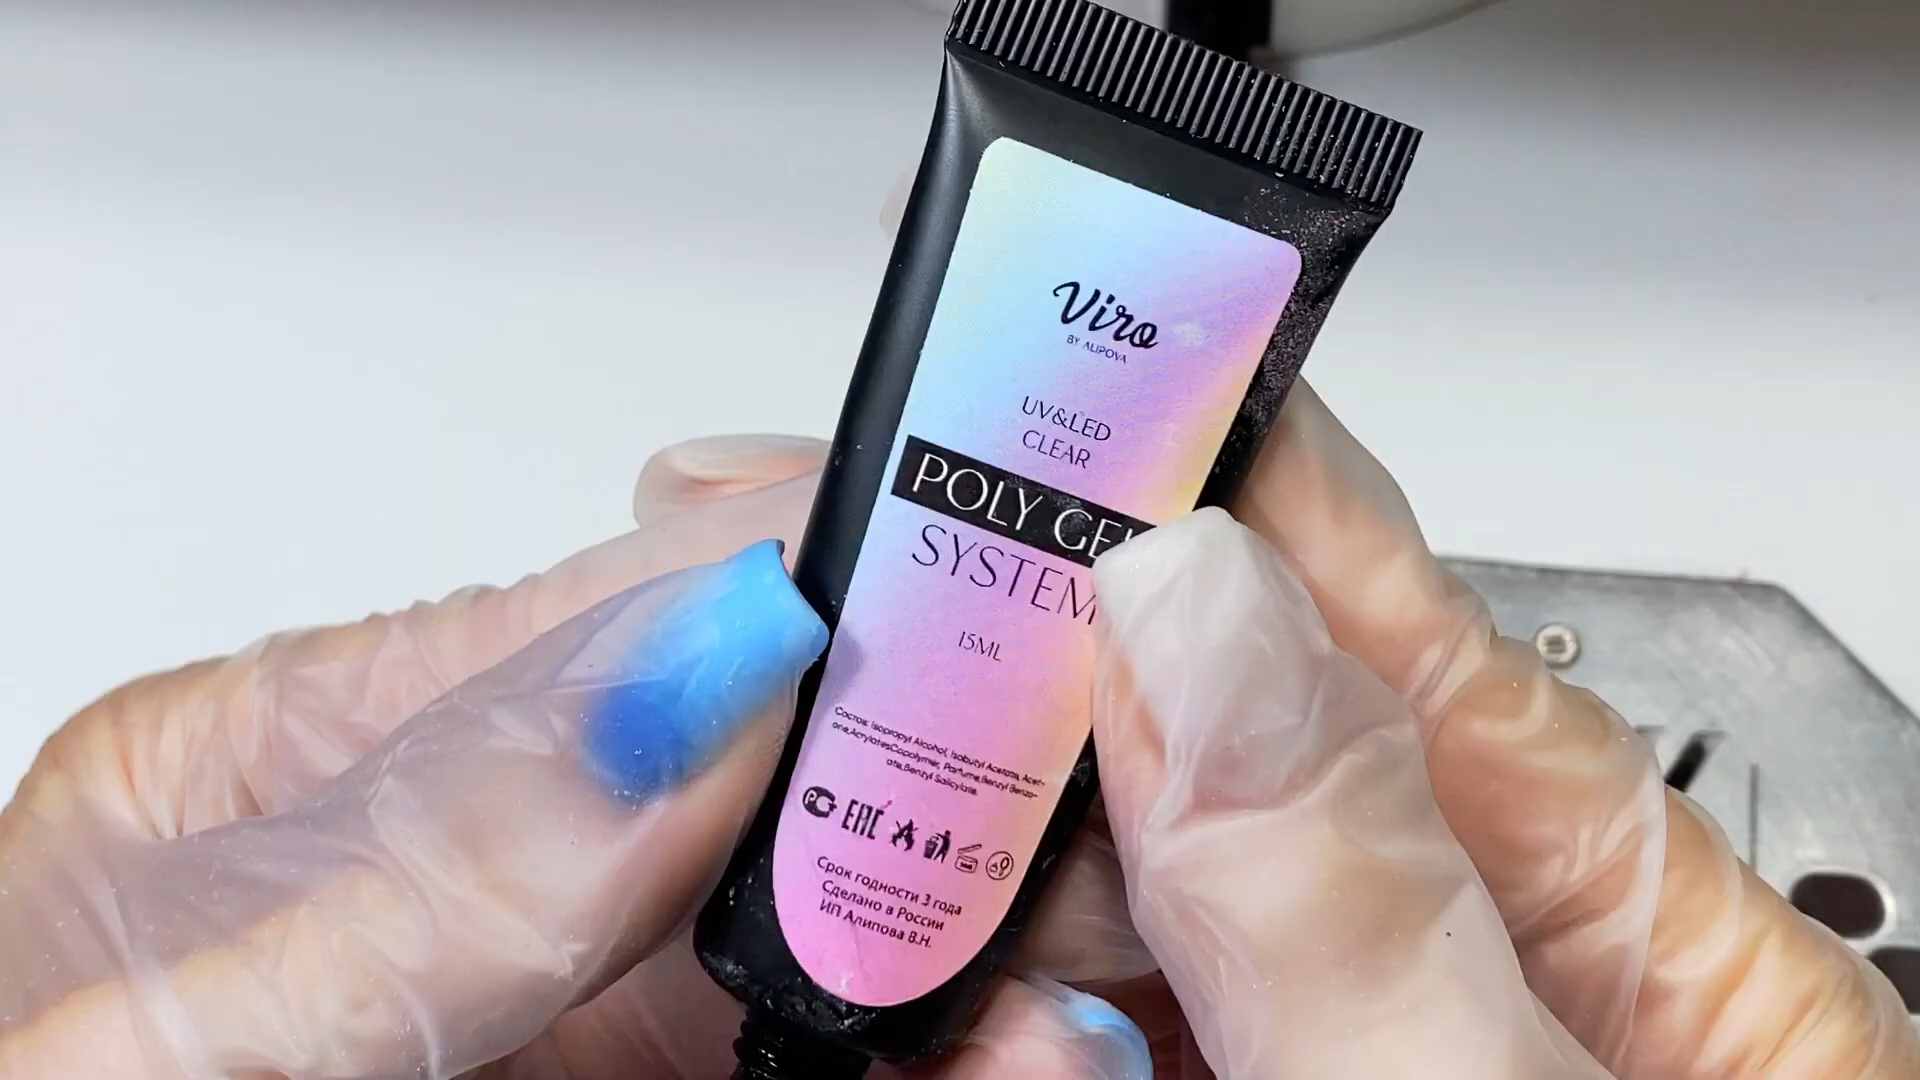 Viro
BY ALIPOVA
UV&LED
CLEAR
POLY GEL
SYSTEM
15ML
Состав: Isopropyl Alcohol, Isobutyl Acetate, Acet-
one,AcrylatesCopolymer, Parfume,Benzyl Benzo-
ate,Benzyl Salicylate.
EAC
Срок годности 3 года
Сделано в России
ИП Алипова В.Н.